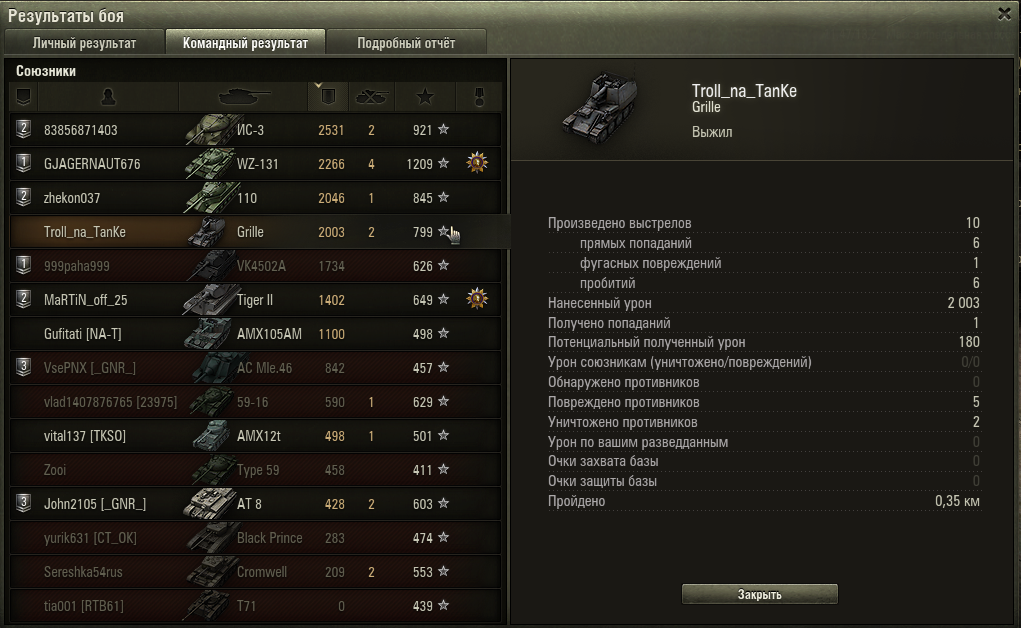 Результаты боя
Личный результат Командный результат Подробный отчёт
Союзники
2 83856871403 ИС-3 2531 2 921
1 GJAGERNAUT676 WZ-131 2266 4 1209
2 zhekon037 110 2046 1 845
Troll_na_TanKe Grille 2003 2 799
1 999paha999 VK4502A 1734 626
2 MaRTiN_off_25 Tiger II 1402 649
Gufitati [NA-T] AMX105AM 1100 498
3 VsePNX [_GNR_] AC Mle.46 842 457
vlad1407876765 [23975] 59-16 590 1 629
vital137 [TKSO] AMX12t 498 1 501
Zooi Type 59 458 411
3 John2105 [_GNR_] AT 8 428 2 603
yurik631 [CT_OK] Black Prince 283 474
Sereshka54rus Cromwell 209 2 553
tia001 [RTB61] T71 0 439
Troll_na_TanKe
Grille
Выжил
Произведено выстрелов 10
прямых попаданий 6
фугасных повреждений 1
пробитий 6
Нанесенный урон 2 003
Получено попаданий 1
Потенциальный полученный урон 180
Урон союзникам (уничтожено/повреждений) 0/0
Обнаружено противников 0
Повреждено противников 5
Уничтожено противников 2
Урон по вашим разведданным 0
Очки захвата базы 0
Очки защиты базы 0
Пройдено 0,35 км
Закрыть